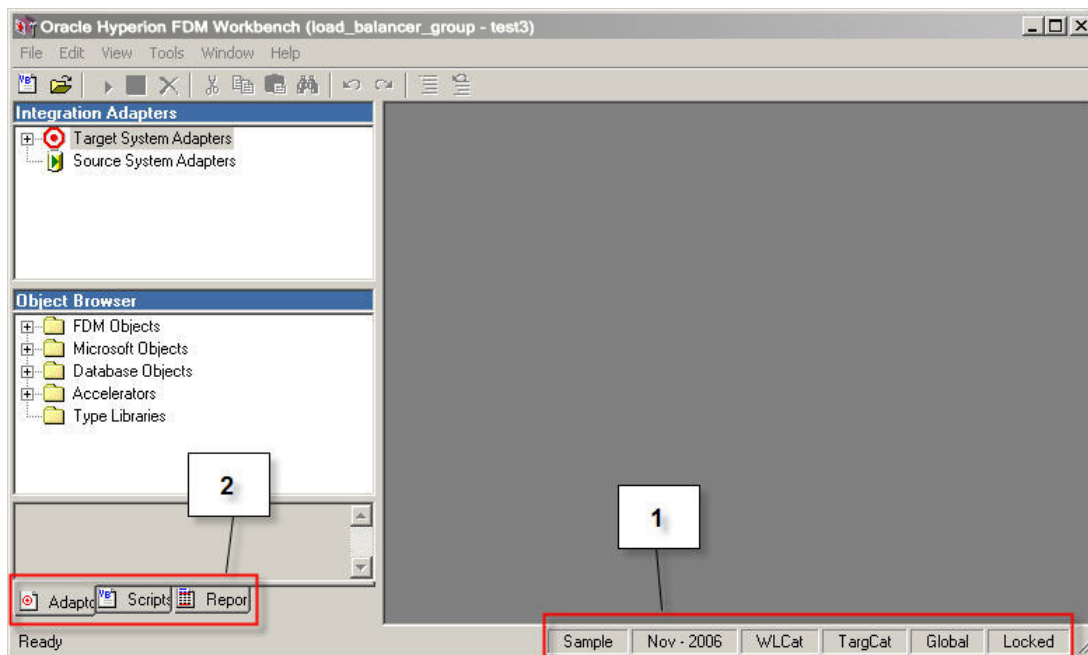 Oracle Hyperion FDM Workbench (load_balancer_group - test3)
File Edit View Tools Window Help
Integration Adapters
Target System Adapters
Source System Adapters
Object Browser
FDM Objects
Microsoft Objects
Database Objects
Accelerators
Type Libraries
2
1
Adapto Scripts Repor
Ready Sample Nov - 2006 WLCat TargCat Global Locked